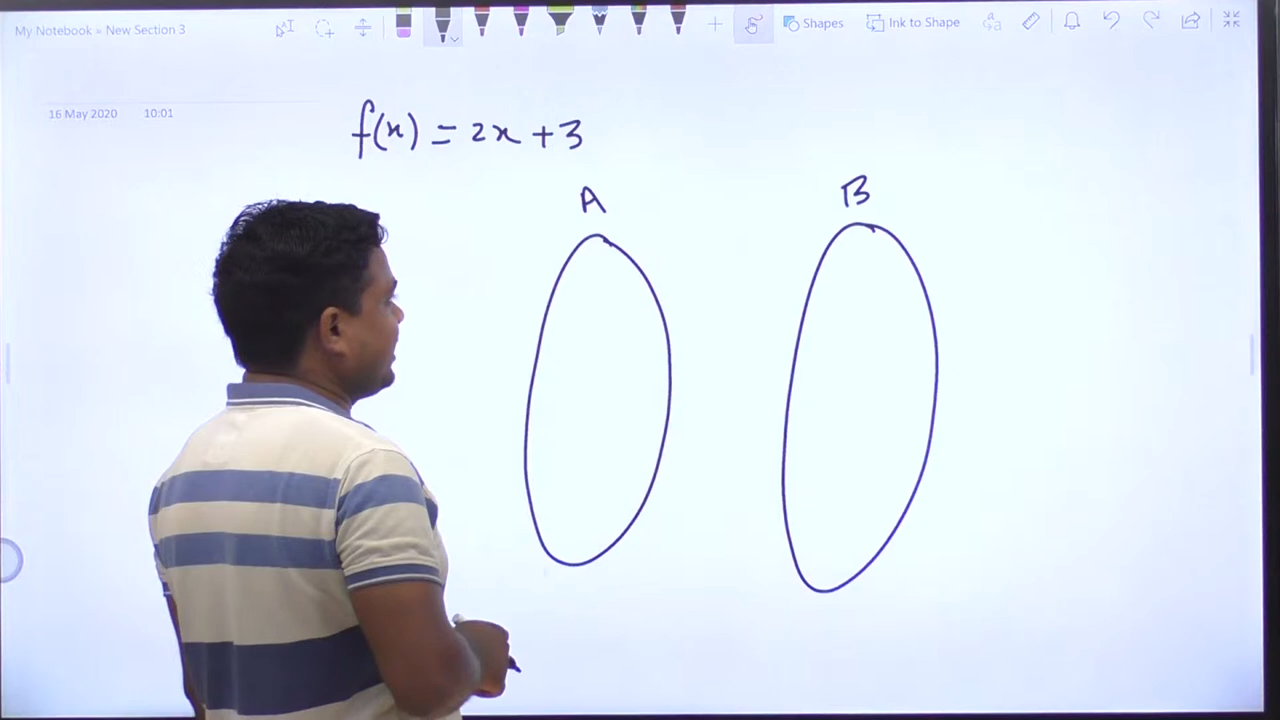 My Notebook » New Section 3
Shapes
Ink to Shape
16 May 2020 10:01
f(x) = 2x + 3
A
B